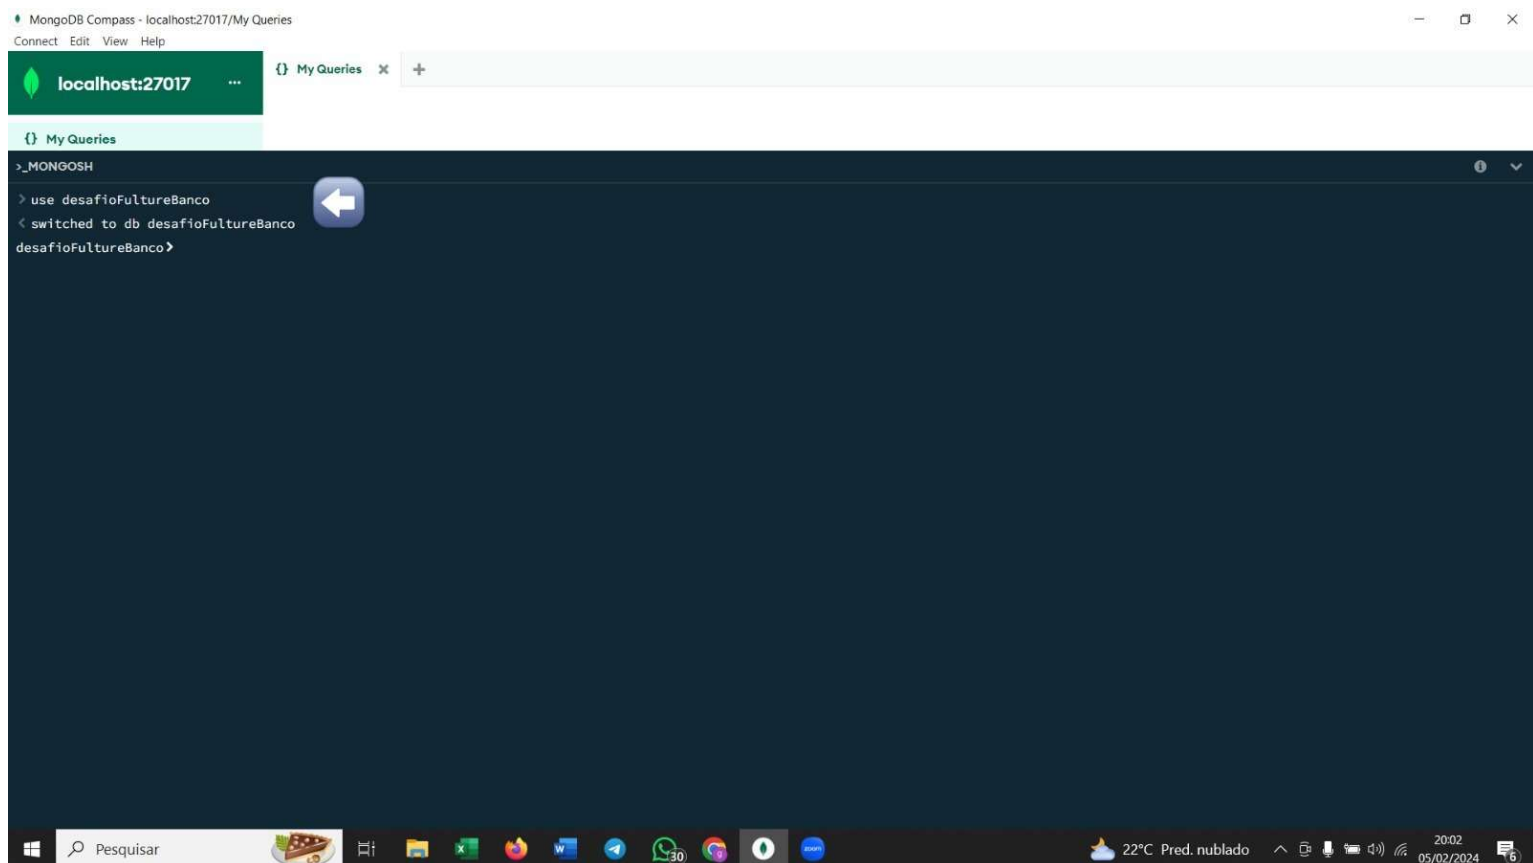 MongoDB Compass - localhost:27017/My Queries
Connect Edit View Help
localhost:27017 ...
{} My Queries
{} My Queries
>_MONGOSH
> use desafioFultureBanco
< switched to db desafioFultureBanco
desafioFultureBanco>
Pesquisar
30
zoom
22°C Pred. nublado
20:02
05/02/2024
6